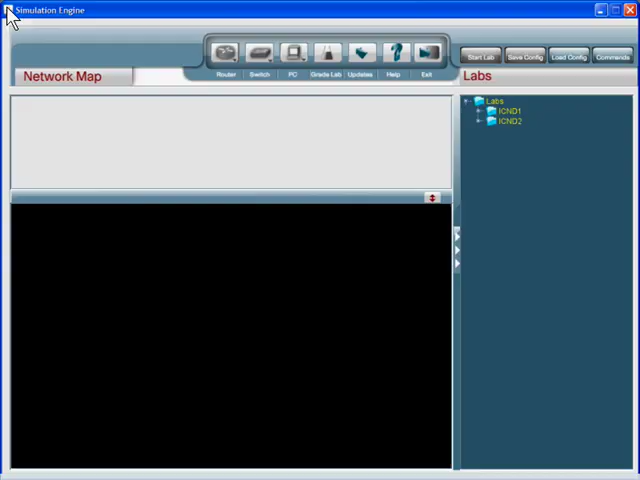 Simulation Engine
Router Switch PC Grade Lab Updates Help Exit
Start Lab Save Config Load Config Commands
Network Map
Labs
Labs
ICND1
ICND2